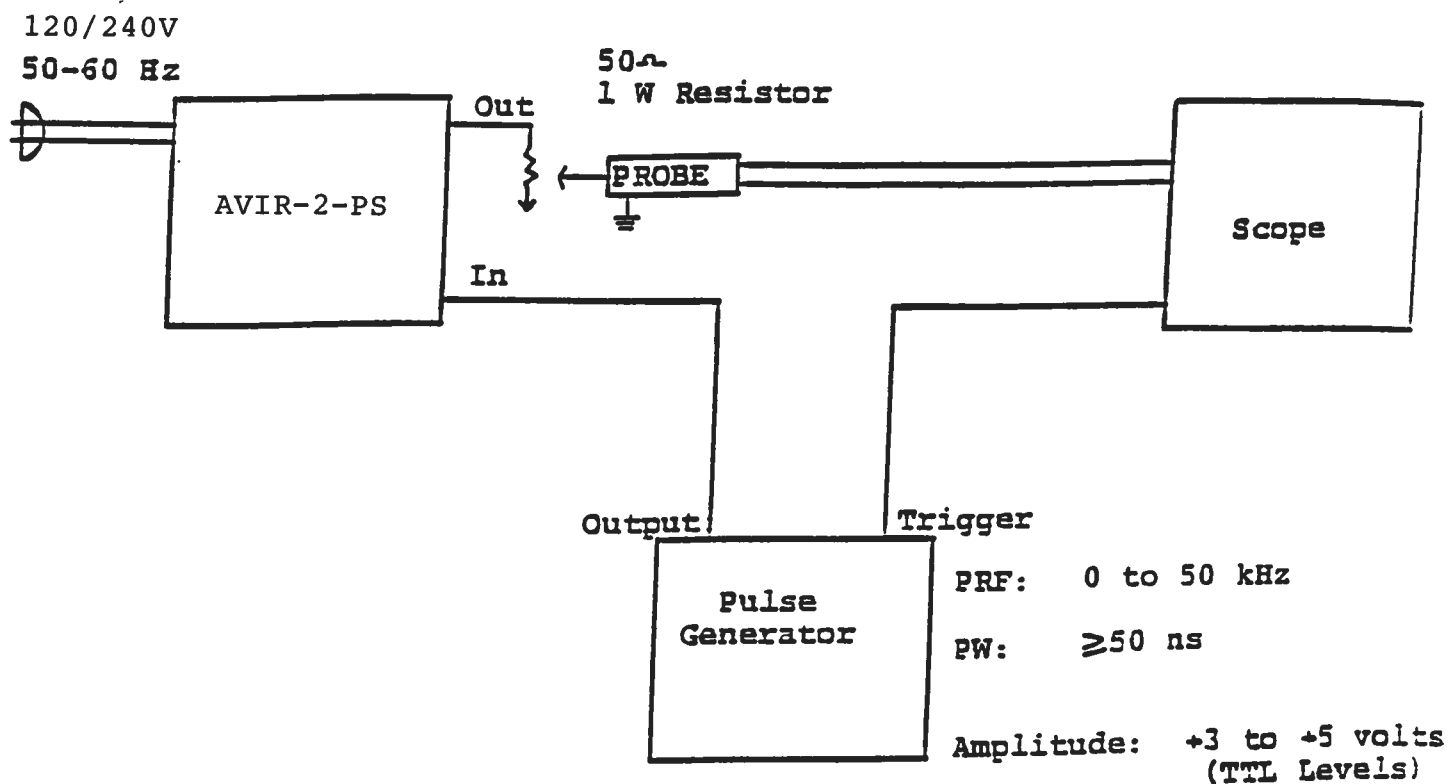 120/240V
50-60 Hz
50Ω
1 W Resistor
Out
PROBE
AVIR-2-PS
Scope
In
Output
Trigger
Pulse
Generator
PRF: 0 to 50 kHz
PW: ≥50 ns
Amplitude: +3 to +5 volts
(TTL Levels)